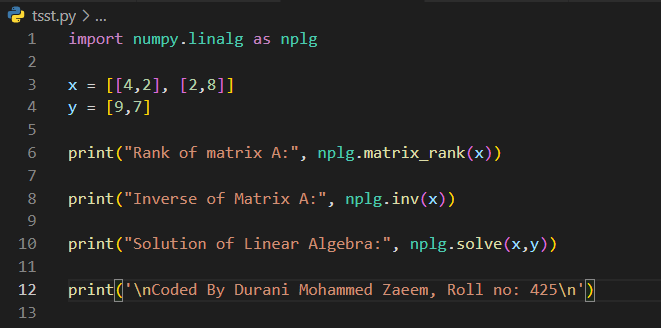 tsst.py > ...
1 import numpy.linalg as nplg
2
3 x = [[4,2], [2,8]]
4 y = [9,7]
5
6 print("Rank of matrix A:", nplg.matrix_rank(x))
7
8 print("Inverse of Matrix A:", nplg.inv(x))
9
10 print("Solution of Linear Algebra:", nplg.solve(x,y))
11
12 print('\nCoded By Durani Mohammed Zaeem, Roll no: 425\n')
13